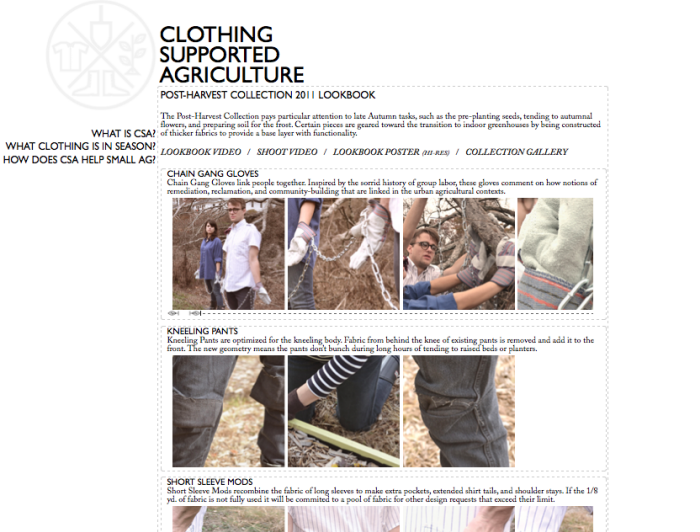 CLOTHING
SUPPORTED
AGRICULTURE
POST-HARVEST COLLECTION 2011 LOOKBOOK
The Post-Harvest Collection pays particular attention to late Autumn tasks, such as the pre-planting seeds, tending to autumnal
flowers, and preparing soil for the frost. Certain pieces are geared toward the transition to indoor greenhouses by being constructed
of thicker fabrics to provide a base layer with functionality.
WHAT IS CSA?
WHAT CLOTHING IS IN SEASON?
HOW DOES CSA HELP SMALL AG?
LOOKBOOK VIDEO / SHOOT VIDEO / LOOKBOOK POSTER (HI-RES) / COLLECTION GALLERY
CHAIN GANG GLOVES
Chain Gang Gloves link people together. Inspired by the sorrid history of group labor, these gloves comment on how notions of
remediation, reclamation, and community-building that are linked in the urban agricultural contexts.
KNEELING PANTS
Kneeling Pants are optimized for the kneeling body. Fabric from behind the knee of existing pants is removed and add it to the
front. The new geometry means the pants don't bunch during long hours of tending to raised beds or planters.
SHORT SLEEVE MODS
Short Sleeve Mods recombine the fabric of long sleeves to make extra pockets, extended shirt tails, and shoulder stays. If the 1/8
yd. of fabric is not fully used it will be commited to a pool of fabric for other design requests that exceed their limit.